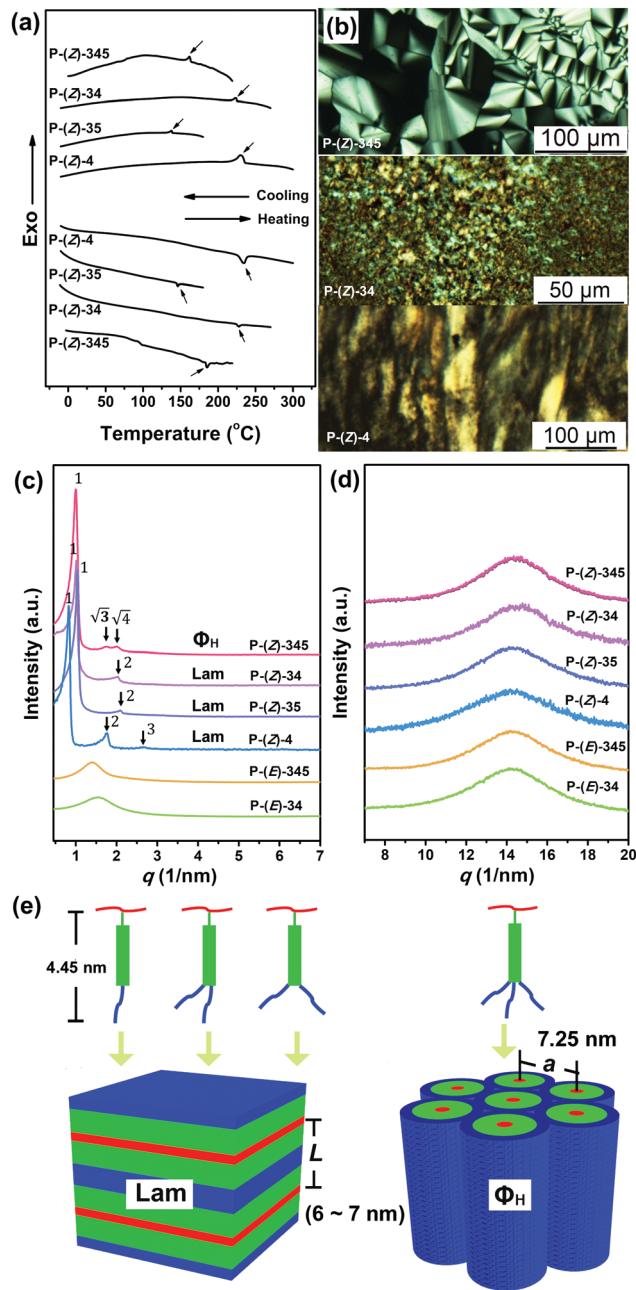 (a)
P-(Z)-345
P-(Z)-34
P-(Z)-35
P-(Z)-4
Exo
Cooling
Heating
P-(Z)-4
P-(Z)-35
P-(Z)-34
P-(Z)-345
0 50 100 150 200 250 300
Temperature (°C)
(b)
P-(Z)-345
100 µm
P-(Z)-34
50 µm
P-(Z)-4
100 µm
(c)
1
1
1
1
√3 √4
ΦH P-(Z)-345
2
Lam P-(Z)-34
2
Lam P-(Z)-35
2 3
Lam P-(Z)-4
P-(E)-345
P-(E)-34
Intensity (a.u.)
1 2 3 4 5 6 7
q (1/nm)
(d)
P-(Z)-345
P-(Z)-34
P-(Z)-35
P-(Z)-4
P-(E)-345
P-(E)-34
Intensity (a.u.)
8 10 12 14 16 18 20
q (1/nm)
(e)
4.45 nm
7.25 nm
a
L
Lam
(6 ~ 7 nm)
ΦH